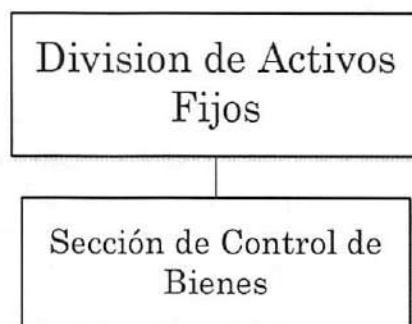 Division de Activos
Fijos
Sección de Control de
Bienes